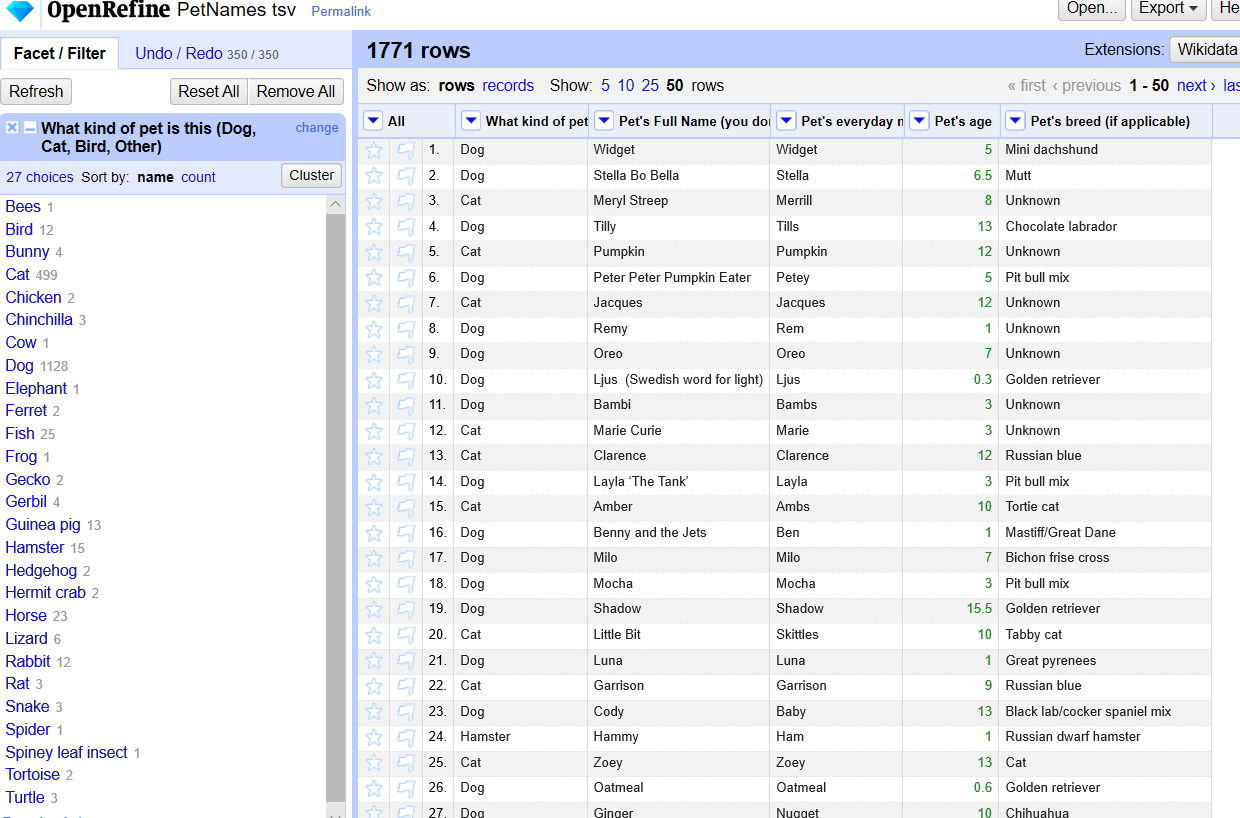 OpenRefine PetNames tsv Permalink Open... Export
Facet / Filter Undo / Redo 350 / 350
Refresh Reset All Remove All
What kind of pet is this (Dog,
Cat, Bird, Other)
change
27 choices Sort by: name count Cluster
Bees 1
Bird 12
Bunny 4
Cat 499
Chicken 2
Chinchilla 3
Cow 1
Dog 1128
Elephant 1
Ferret 2
Fish 25
Frog 1
Gecko 2
Gerbil 4
Guinea pig 13
Hamster 15
Hedgehog 2
Hermit crab 2
Horse 23
Lizard 6
Rabbit 12
Rat 3
Snake 3
Spider 1
Spiney leaf insect 1
Tortoise 2
Turtle 3
1771 rows Extensions: Wikidata
Show as: rows records Show: 5 10 25 50 rows « first ‹ previous 1 - 50 next › las
All What kind of pet Pet's Full Name (you do Pet's everyday n Pet's age Pet's breed (if applicable)
1. Dog Widget Widget 5 Mini dachshund
2. Dog Stella Bo Bella Stella 6.5 Mutt
3. Cat Meryl Streep Merrill 8 Unknown
4. Dog Tilly Tills 13 Chocolate labrador
5. Cat Pumpkin Pumpkin 12 Unknown
6. Dog Peter Peter Pumpkin Eater Petey 5 Pit bull mix
7. Cat Jacques Jacques 12 Unknown
8. Dog Remy Rem 1 Unknown
9. Dog Oreo Oreo 7 Unknown
10. Dog Ljus (Swedish word for light) Ljus 0.3 Golden retriever
11. Dog Bambi Bambs 3 Unknown
12. Cat Marie Curie Marie 3 Unknown
13. Cat Clarence Clarence 12 Russian blue
14. Dog Layla ‘The Tank’ Layla 3 Pit bull mix
15. Cat Amber Ambs 10 Tortie cat
16. Dog Benny and the Jets Ben 1 Mastiff/Great Dane
17. Dog Milo Milo 7 Bichon frise cross
18. Dog Mocha Mocha 3 Pit bull mix
19. Dog Shadow Shadow 15.5 Golden retriever
20. Cat Little Bit Skittles 10 Tabby cat
21. Dog Luna Luna 1 Great pyrenees
22. Cat Garrison Garrison 9 Russian blue
23. Dog Cody Baby 13 Black lab/cocker spaniel mix
24. Hamster Hammy Ham 1 Russian dwarf hamster
25. Cat Zoey Zoey 13 Cat
26. Dog Oatmeal Oatmeal 0.6 Golden retriever
27. Dog Ginger Nugget 10 Chihuahua